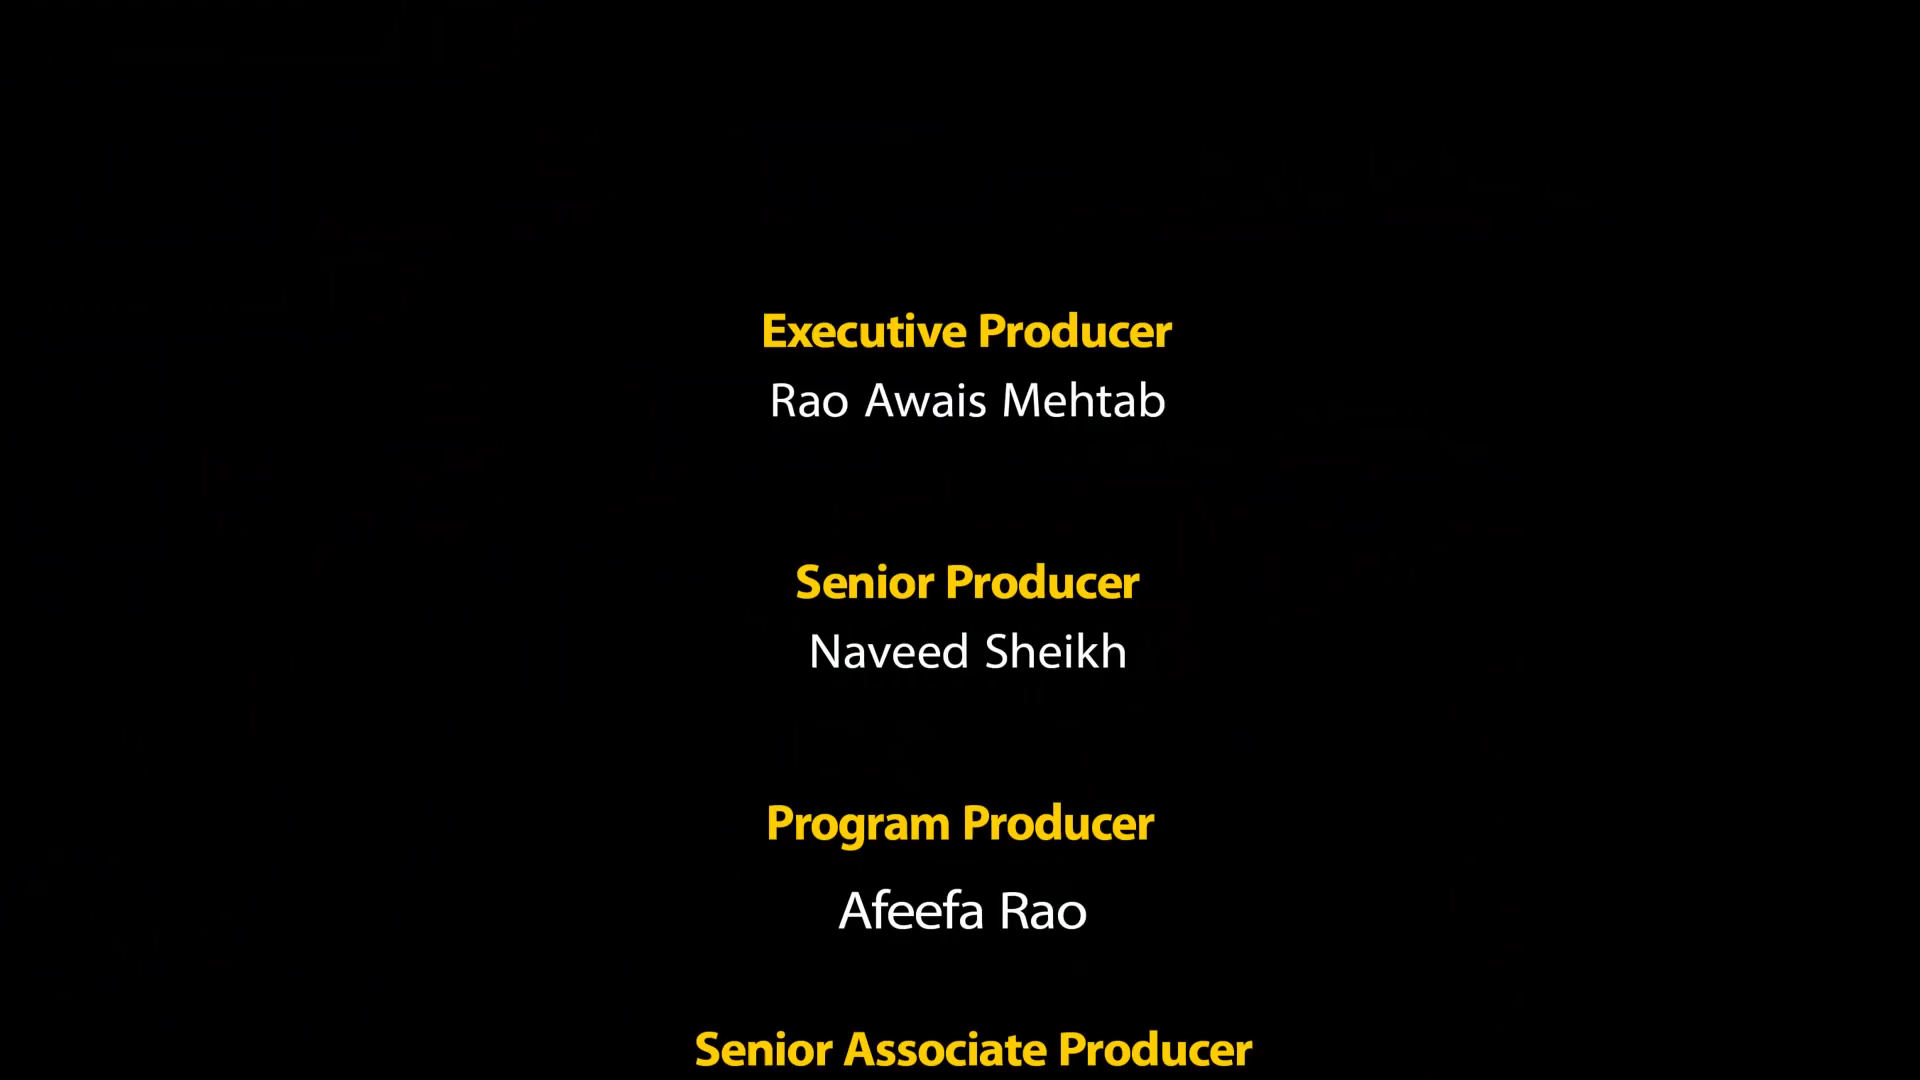 Executive Producer
Rao Awais Mehtab
Senior Producer
Naveed Sheikh
Program Producer
Afeefa Rao
Senior Associate Producer